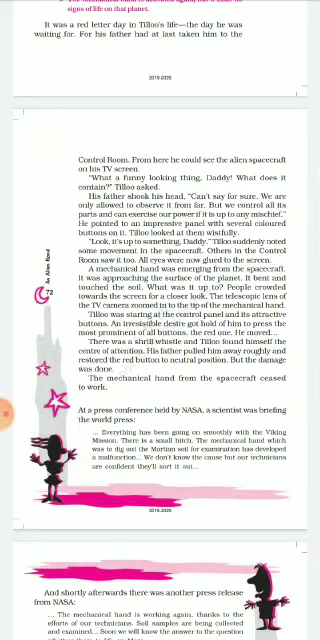 signs of life on that planet.
It was a red letter day in Tilloo's life—the day he was
waiting for. For his father had at last taken him to the
2019-2020
Control Room. From here he could see the alien spacecraft
on his TV screen.
"What a funny looking thing, Daddy! What does it
contain?" Tilloo asked.
His father shook his head, "Can't say for sure. We are
only allowed to observe it from far. But we control all its
parts and can exercise our power if it is up to any mischief."
He pointed to an impressive panel with several coloured
buttons on it. Tilloo looked at them wistfully.
"Look, it's up to something, Daddy," Tilloo suddenly noted
some movement in the spacecraft. Others in the Control
Room saw it too. All eyes were now glued to the screen.
A mechanical hand was emerging from the spacecraft.
It was approaching the surface of the planet. It bent and
touched the soil. What was it up to? People crowded
towards the screen for a closer look. The telescopic lens of
the TV camera zoomed in to the tip of the mechanical hand.
Tilloo was staring at the control panel and its attractive
buttons. An irresistible desire got hold of him to press the
most prominent of all buttons, the red one. He moved...
There was a shrill whistle and Tilloo found himself the
centre of attention. His father pulled him away roughly and
restored the red button to neutral position. But the damage
was done.
The mechanical hand from the spacecraft ceased
to work.
An Alien Hand
72
At a press conference held by NASA, a scientist was briefing
the world press:
... Everything has been going on smoothly with the Viking
Mission. There is a small hitch. The mechanical hand which
was to dig out the Martian soil for examination has developed
a malfunction... We don't know the cause but our technicians
are confident they'll sort it out...
2019-2020
And shortly afterwards there was another press release
from NASA:
... The mechanical hand is working again, thanks to the
efforts of our technicians. Soil samples are being collected
and examined... Soon we will know the answer to the question